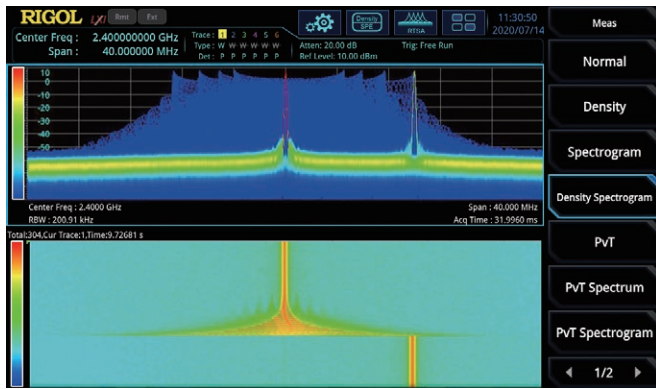 RIGOL LXI Rmt Ext
Density
SPE
RTSA
11:30:50
2020/07/14
Center Freq : 2.400000000 GHz
Span : 40.000000 MHz
Trace : 1 2 3 4 5 6
Type : W W W W W W
Det : P P P P P P
Atten: 20.00 dB
Ref Level: 10.00 dBm
Trig: Free Run
10
0
-10
-20
-30
-40
-50
Center Freq : 2.4000 GHz
Span : 40.000 MHz
RBW : 200.91 kHz
Acq Time : 31.9960 ms
Total:304,Cur Trace:1,Time:9.72681 s
Meas
Normal
Density
Spectrogram
Density Spectrogram
PvT
PvT Spectrum
PvT Spectrogram
1/2